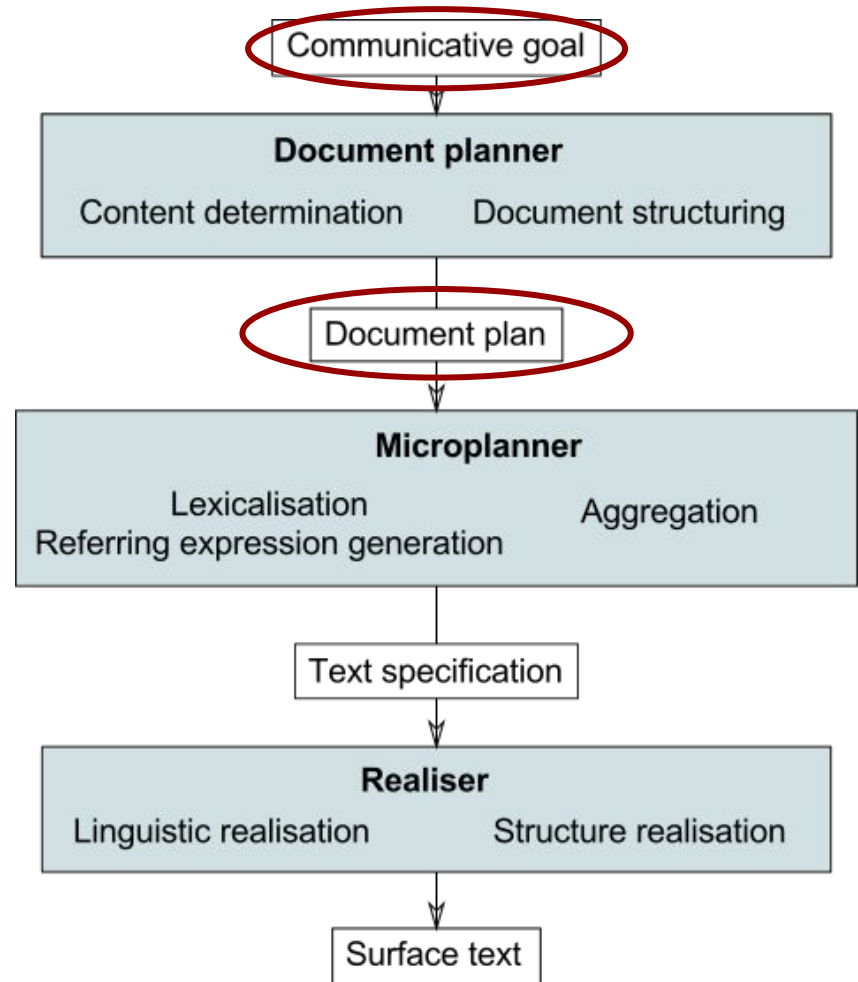 Communicative goal
Document planner
Content determination Document structuring
Document plan
Microplanner
Lexicalisation
Aggregation
Referring expression generation
Text specification
Realiser
Linguistic realisation Structure realisation
Surface text